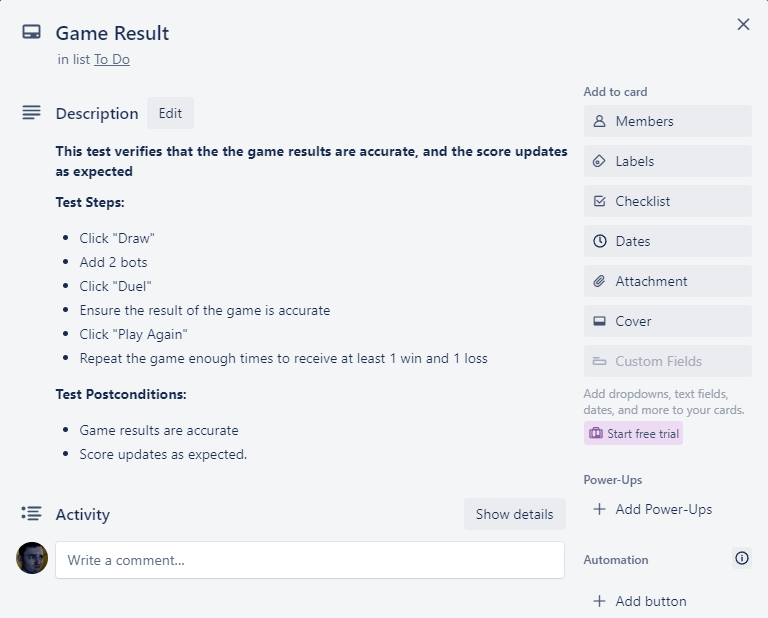 Game Result
in list To Do
Description Edit
This test verifies that the the game results are accurate, and the score updates
as expected
Test Steps:
Click "Draw"
Add 2 bots
Click "Duel"
Ensure the result of the game is accurate
Click "Play Again"
Repeat the game enough times to receive at least 1 win and 1 loss
Test Postconditions:
Game results are accurate
Score updates as expected.
Activity Show details
Write a comment...
Add to card
Members
Labels
Checklist
Dates
Attachment
Cover
Custom Fields
Add dropdowns, text fields,
dates, and more to your cards.
Start free trial
Power-Ups
Add Power-Ups
Automation
Add button